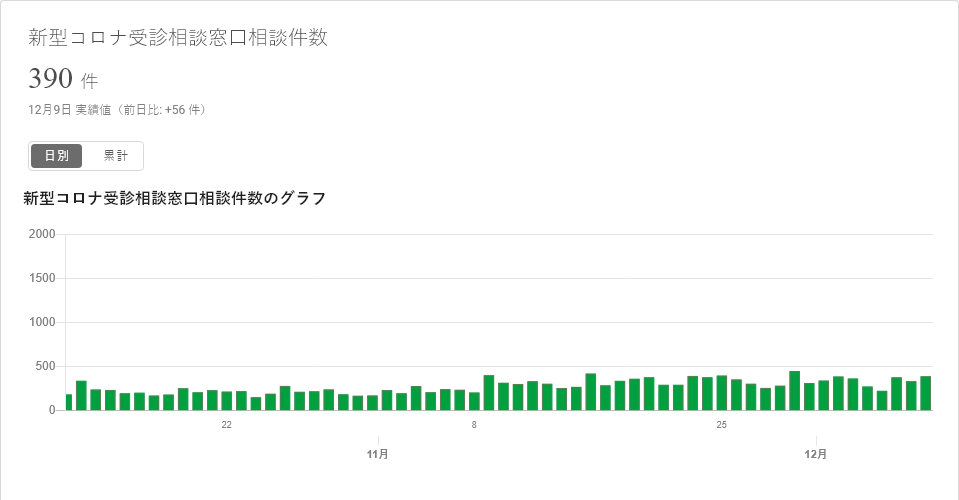 新型コロナ受診相談窓口相談件数
390 件
12月9日 実績値（前日比: +56 件）
日別 累計
新型コロナ受診相談窓口相談件数のグラフ
2000
1500
1000
500
0
22 8 25
11月 12月